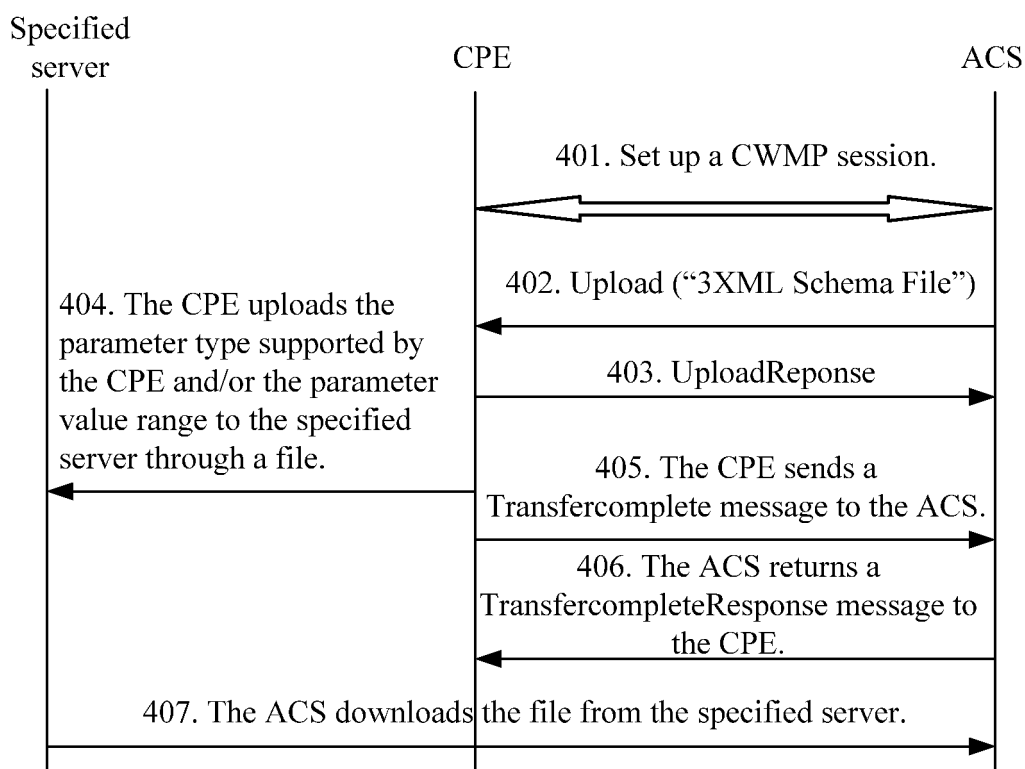 Specified
server
CPE
ACS
401. Set up a CWMP session.
402. Upload (“3XML Schema File”)
403. UploadReponse
404. The CPE uploads the
parameter type supported by
the CPE and/or the parameter
value range to the specified
server through a file.
405. The CPE sends a
Transfercomplete message to the ACS.
406. The ACS returns a
TransfercompleteResponse message to
the CPE.
407. The ACS downloads the file from the specified server.